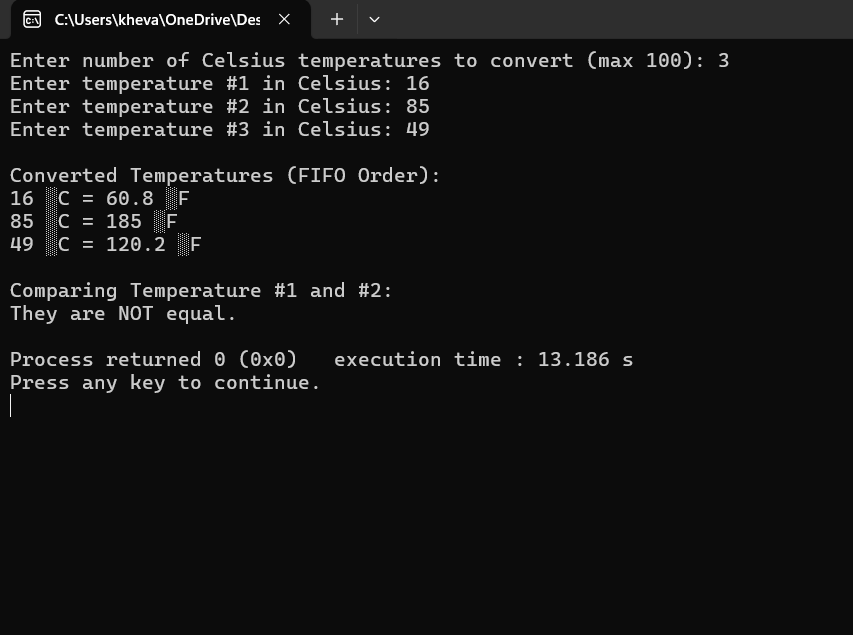 C:\Users\kheva\OneDrive\Des
Enter number of Celsius temperatures to convert (max 100): 3
Enter temperature #1 in Celsius: 16
Enter temperature #2 in Celsius: 85
Enter temperature #3 in Celsius: 49
Converted Temperatures (FIFO Order):
16 ░C = 60.8 ░F
85 ░C = 185 ░F
49 ░C = 120.2 ░F
Comparing Temperature #1 and #2:
They are NOT equal.
Process returned 0 (0x0)   execution time : 13.186 s
Press any key to continue.